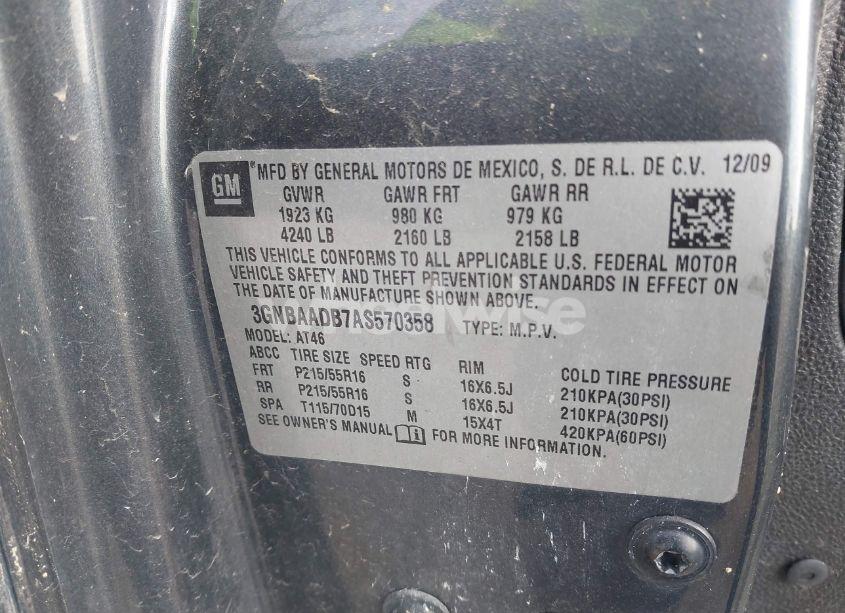 GM ®MFD BY GENERAL MOTORS DE MEXICO, S. DE R.L. DE C.V. 12/09
GVWR GAWR FRT GAWR RR
1923 KG 980 KG 979 KG
4240 LB 2160 LB 2158 LB
THIS VEHICLE CONFORMS TO ALL APPLICABLE U.S. FEDERAL MOTOR
VEHICLE SAFETY AND THEFT PREVENTION STANDARDS IN EFFECT ON
THE DATE OF MANUFACTURE SHOWN ABOVE.
3GNBAADB7AS570358 TYPE: M.P.V.
MODEL: AT46
ABCC TIRE SIZE SPEED RTG RIM COLD TIRE PRESSURE
FRT P215/55R16 S 16X6.5J 210KPA(30PSI)
RR P215/55R16 S 16X6.5J 210KPA(30PSI)
SPA T115/70D15 M 15X4T 420KPA(60PSI)
SEE OWNER'S MANUAL FOR MORE INFORMATION.